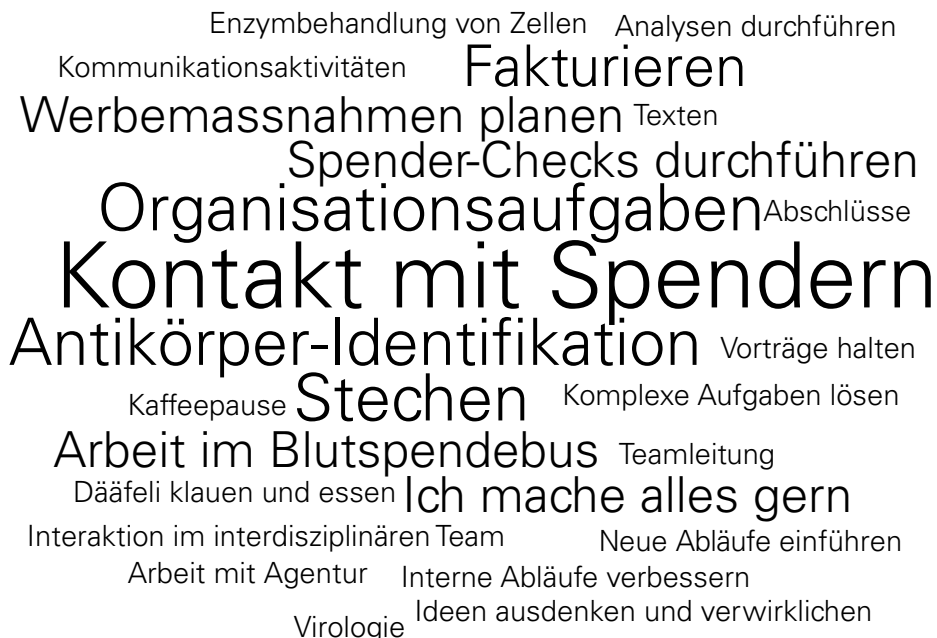 Enzymbehandlung von Zellen Analysen durchführen
Kommunikationsaktivitäten Fakturieren
Werbemassnahmen planen Texten
Spender-Checks durchführen
Organisationsaufgaben Abschlüsse
Kontakt mit Spendern
Antikörper-Identifikation Vorträge halten
Kaffeepause Stechen Komplexe Aufgaben lösen
Arbeit im Blutspendebus Teamleitung
Dääfeli klauen und essen Ich mache alles gern
Interaktion im interdisziplinären Team Neue Abläufe einführen
Arbeit mit Agentur Interne Abläufe verbessern
Virologie Ideen ausdenken und verwirklichen